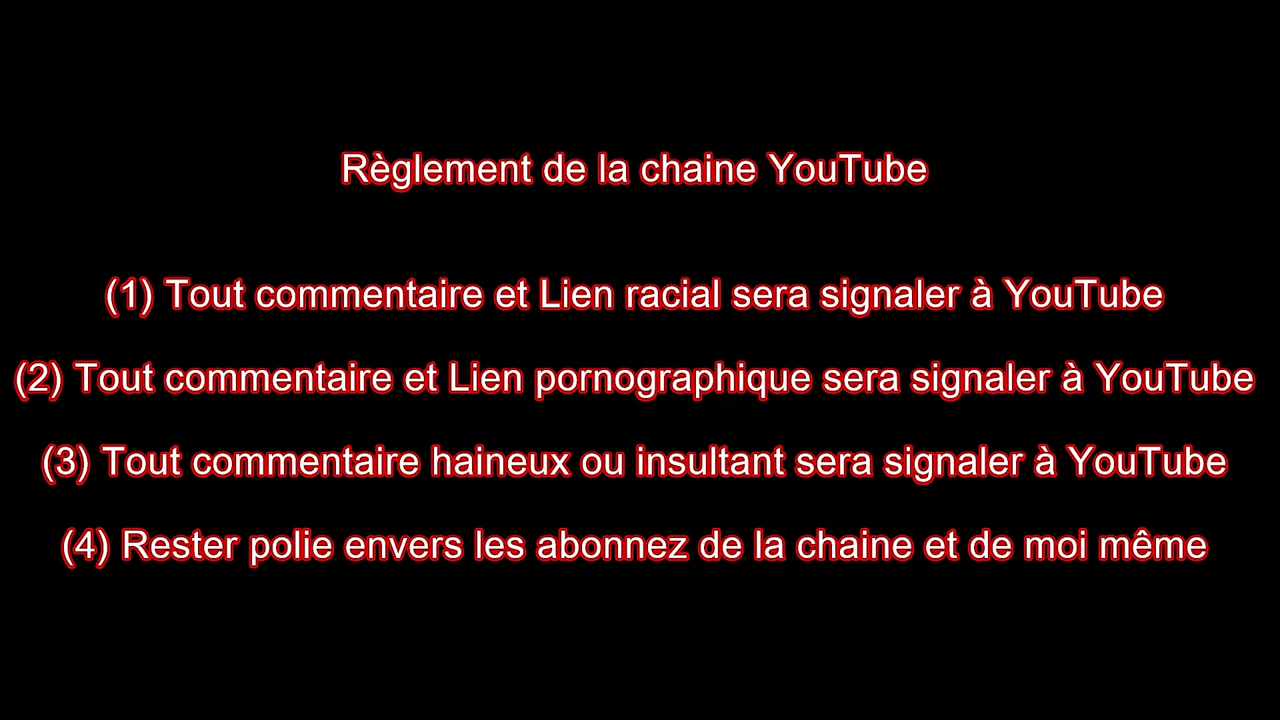 Règlement de la chaine YouTube
(1) Tout commentaire et Lien racial sera signaler à YouTube
(2) Tout commentaire et Lien pornographique sera signaler à YouTube
(3) Tout commentaire haineux ou insultant sera signaler à YouTube
(4) Rester polie envers les abonnez de la chaine et de moi même